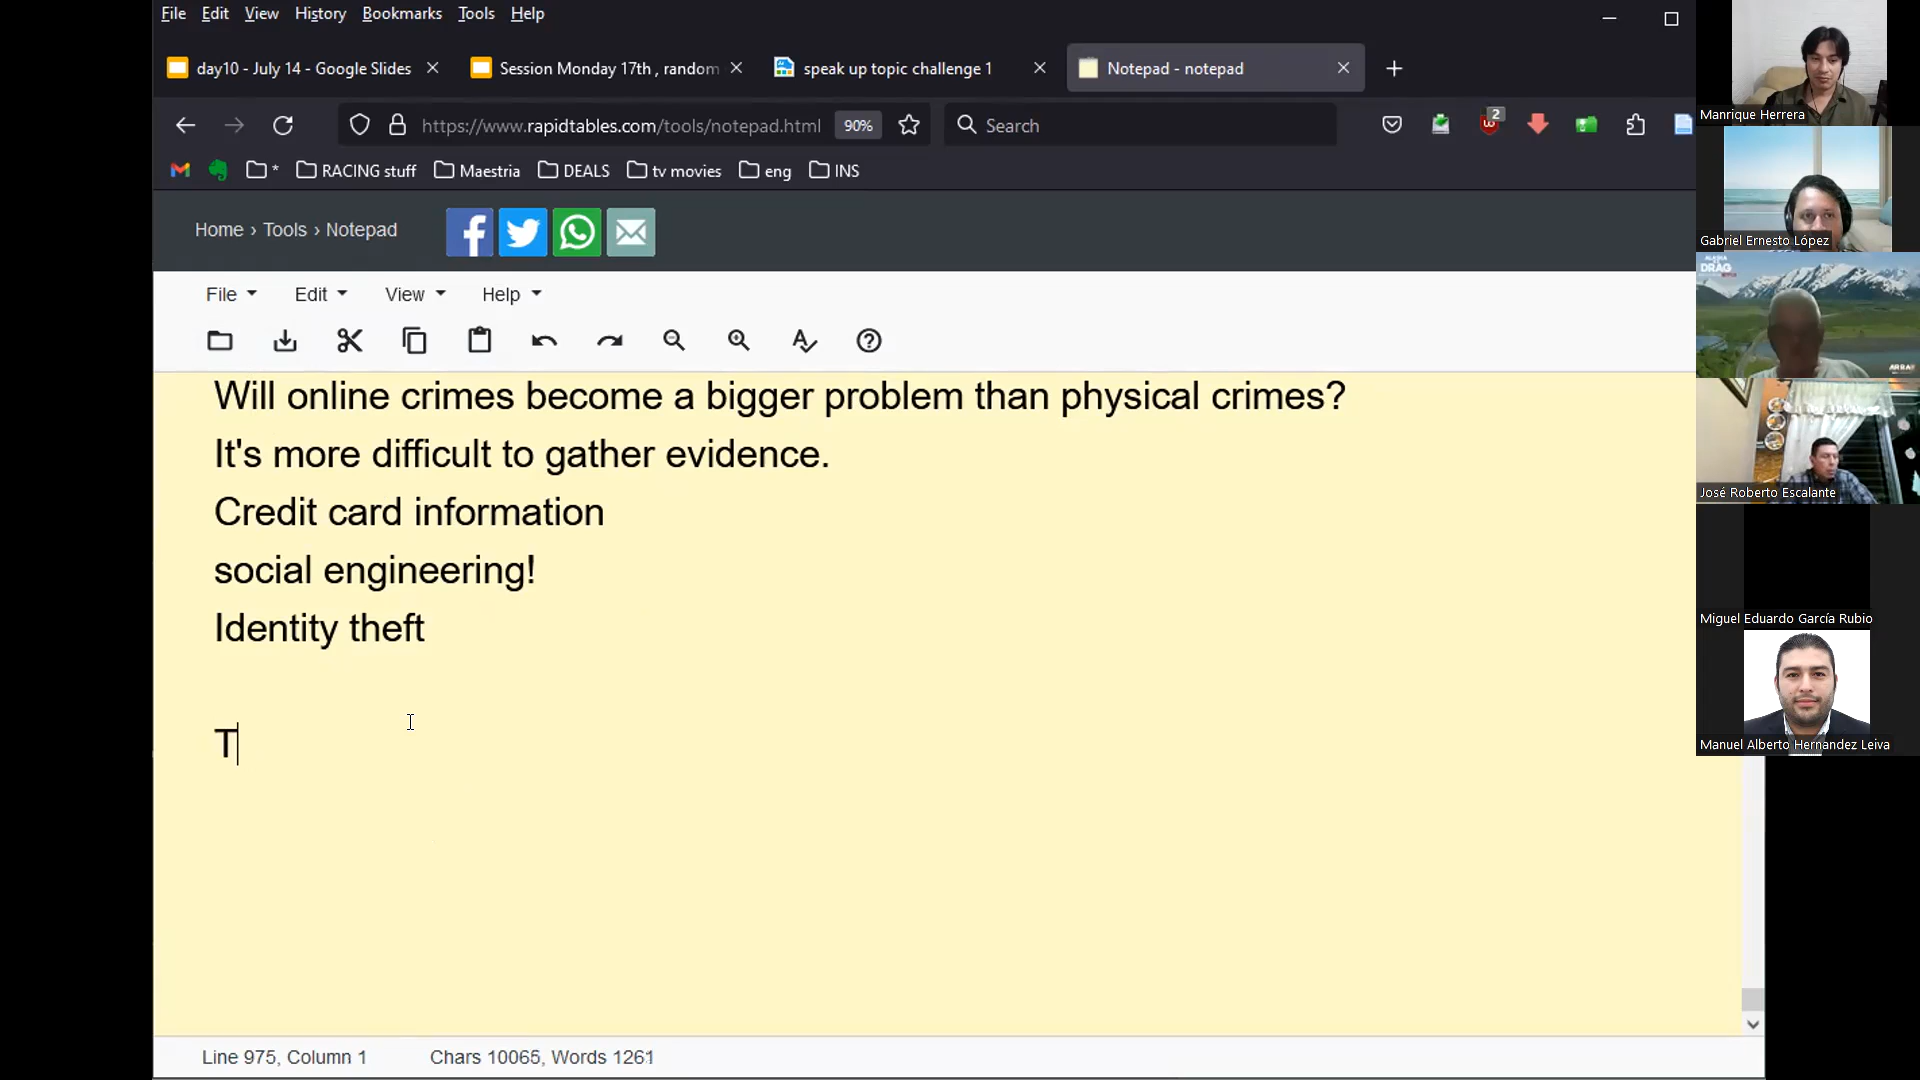 File Edit View History Bookmarks Tools Help
day10 - July 14 - Google Slides
Session Monday 17th , random
speak up topic challenge 1
Notepad - notepad
https://www.rapidtables.com/tools/notepad.html
90%
Search
2
* RACING stuff Maestria DEALS tv movies eng INS
Home › Tools › Notepad
File Edit View Help
Will online crimes become a bigger problem than physical crimes?
It's more difficult to gather evidence.
Credit card information
social engineering!
Identity theft
T
Line 975, Column 1 Chars 10065, Words 1261
Manrique Herrera
Gabriel Ernesto López
DRAG
José Roberto Escalante
Miguel Eduardo García Rubio
Manuel Alberto Hernandez Leiva